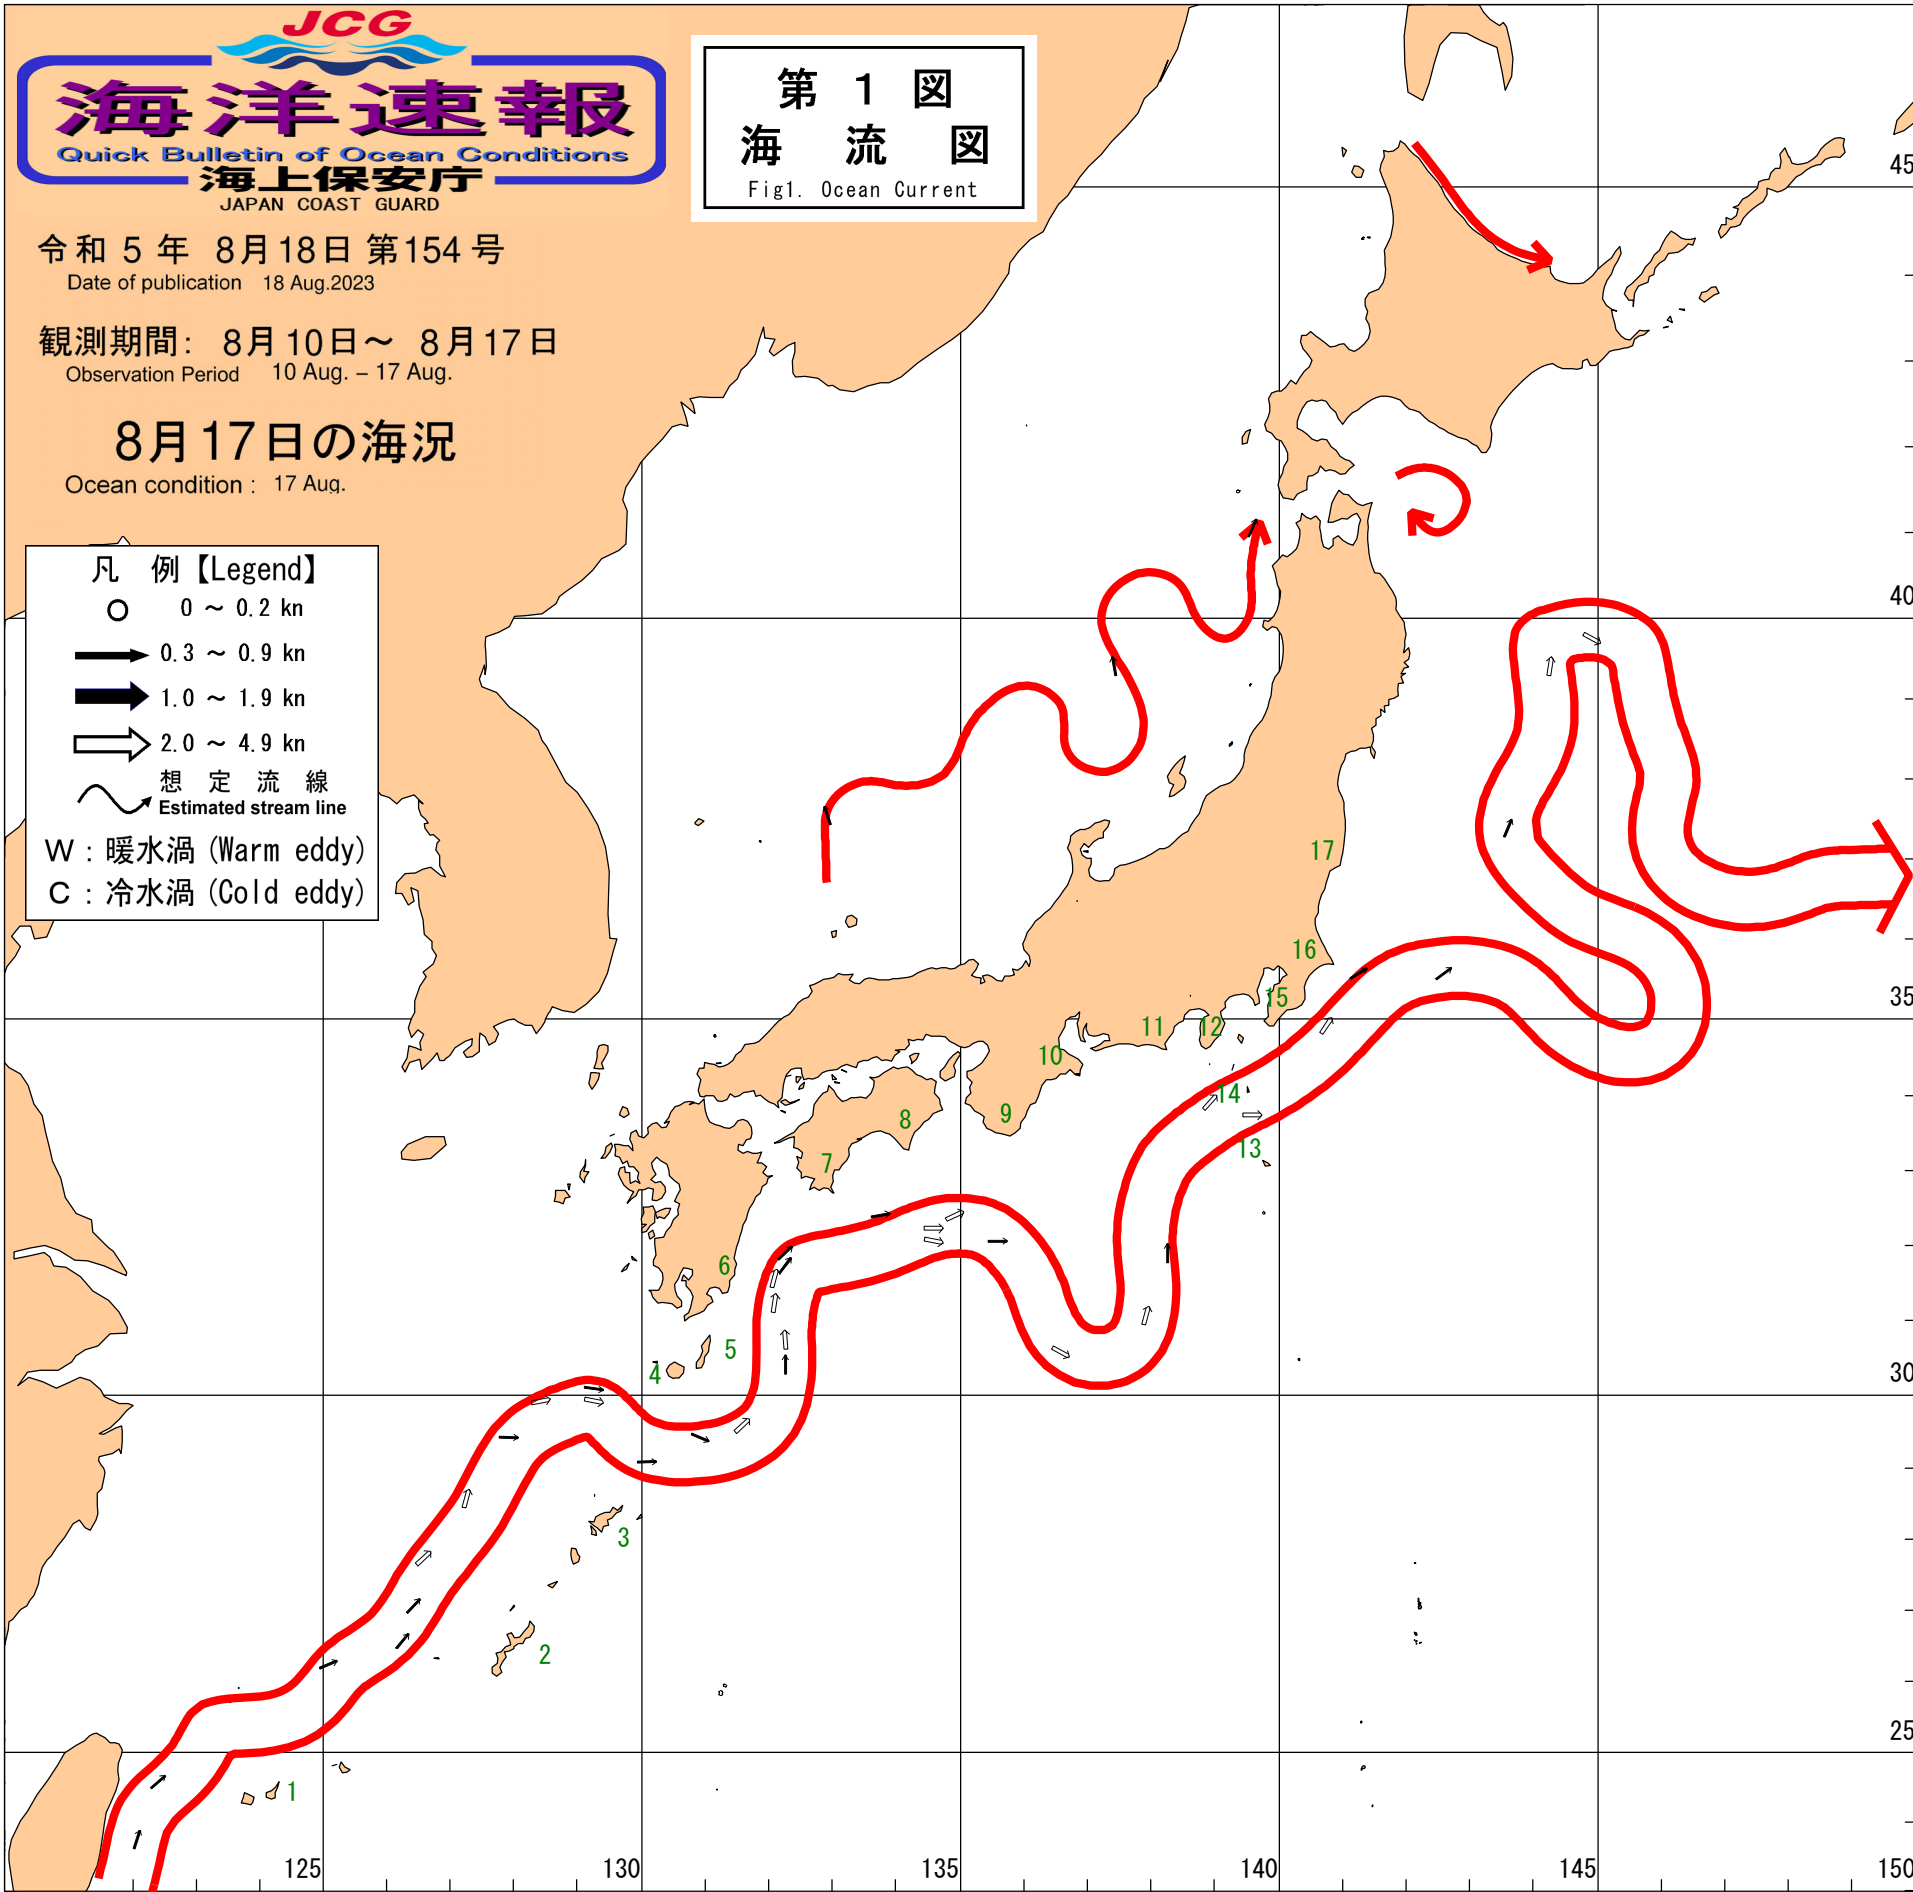 JCG
海洋速報
Quick Bulletin of Ocean Conditions
海上保安庁
JAPAN COAST GUARD
第 1 図
海 流 図
Fig1. Ocean Current
令和 5 年 8月18日 第154号
Date of publication 18 Aug.2023
観測期間: 8月10日～ 8月17日
Observation Period 10 Aug. – 17 Aug.
8月17日の海況
Ocean condition : 17 Aug.
凡 例【Legend】
0 ～ 0.2 kn
0.3 ～ 0.9 kn
1.0 ～ 1.9 kn
2.0 ～ 4.9 kn
想 定 流 線
Estimated stream line
W : 暖水渦 (Warm eddy)
C : 冷水渦 (Cold eddy)
45
40
35
30
25
17
16
15
14
13
12
11
10
9
8
7
6
5
4
3
2
1
125
130
135
140
145
150